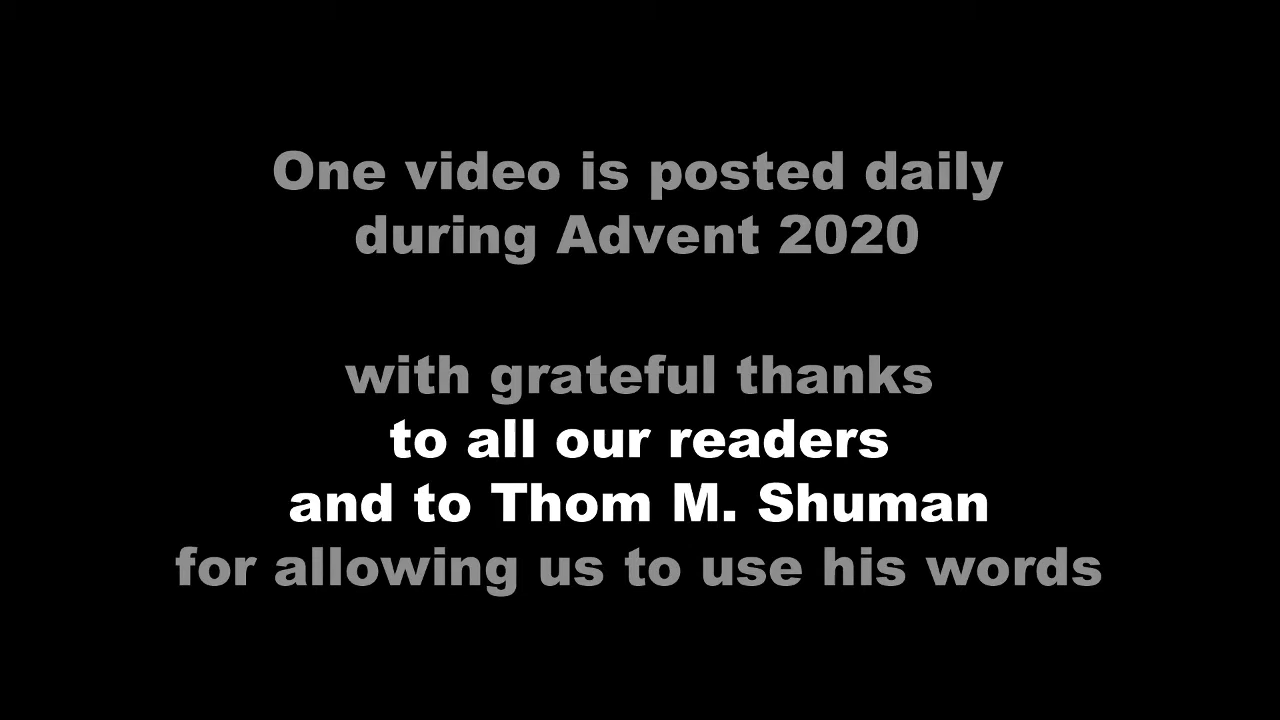 One video is posted daily
during Advent 2020
with grateful thanks
to all our readers
and to Thom M. Shuman
for allowing us to use his words